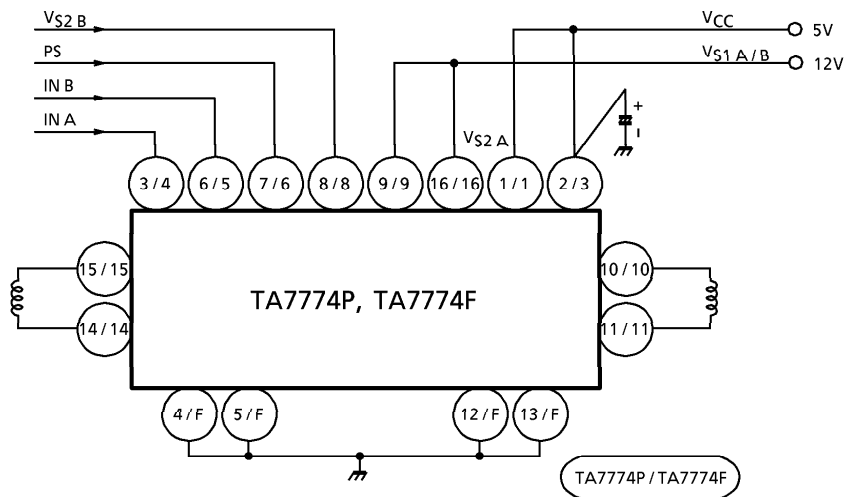 VS2 B
PS
IN B
IN A
VCC
5V
VS1 A/B
12V
VS2 A
+
-
3 / 4
6 / 5
7 / 6
8 / 8
9 / 9
16 / 16
1 / 1
2 / 3
15 / 15
14 / 14
TA7774P, TA7774F
10 / 10
11 / 11
4 / F
5 / F
12 / F
13 / F
TA7774P / TA7774F